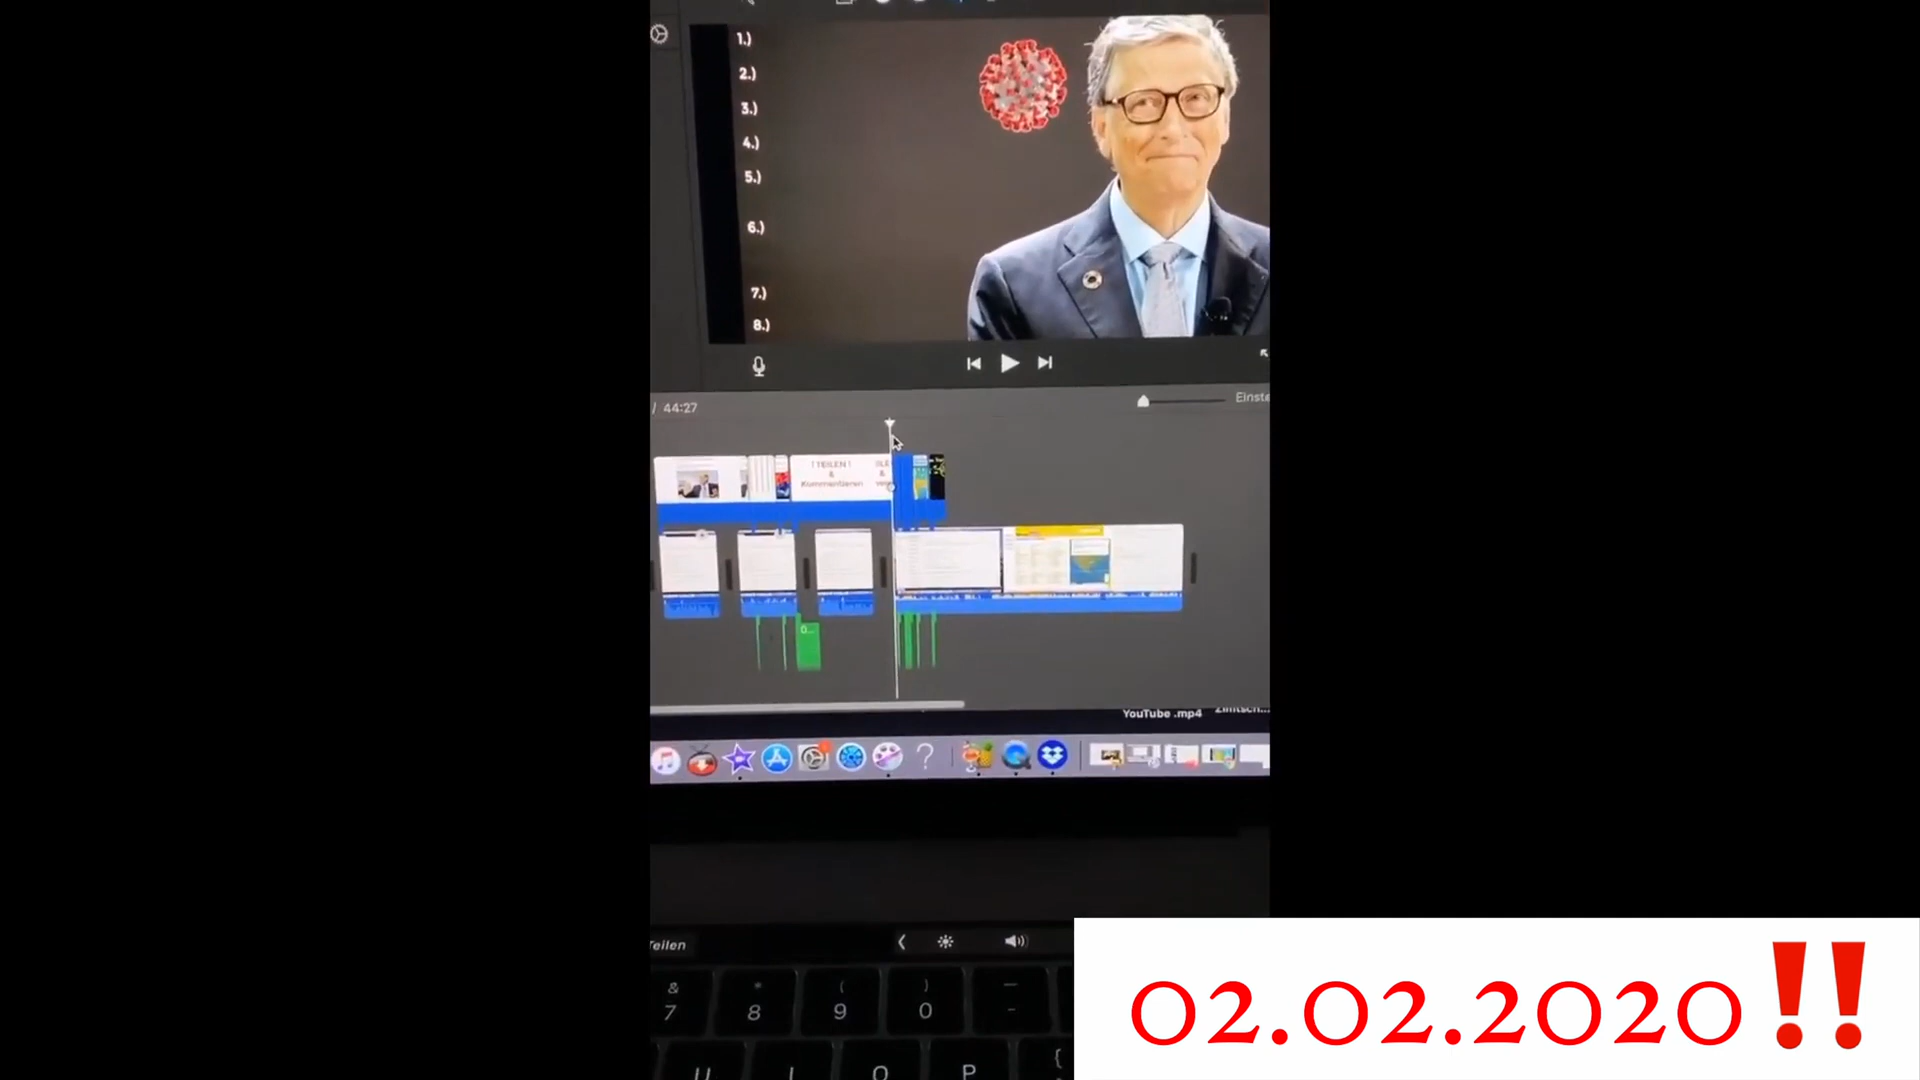 1.)
2.)
3.)
4.)
5.)
6.)
7.)
8.)
/ 44:27
! TEILEN !
&
Kommentieren
&
YouTube .mp4
Teilen
& * ( ) —
7 8 9 0 -
U I O P {
02.02.2020‼